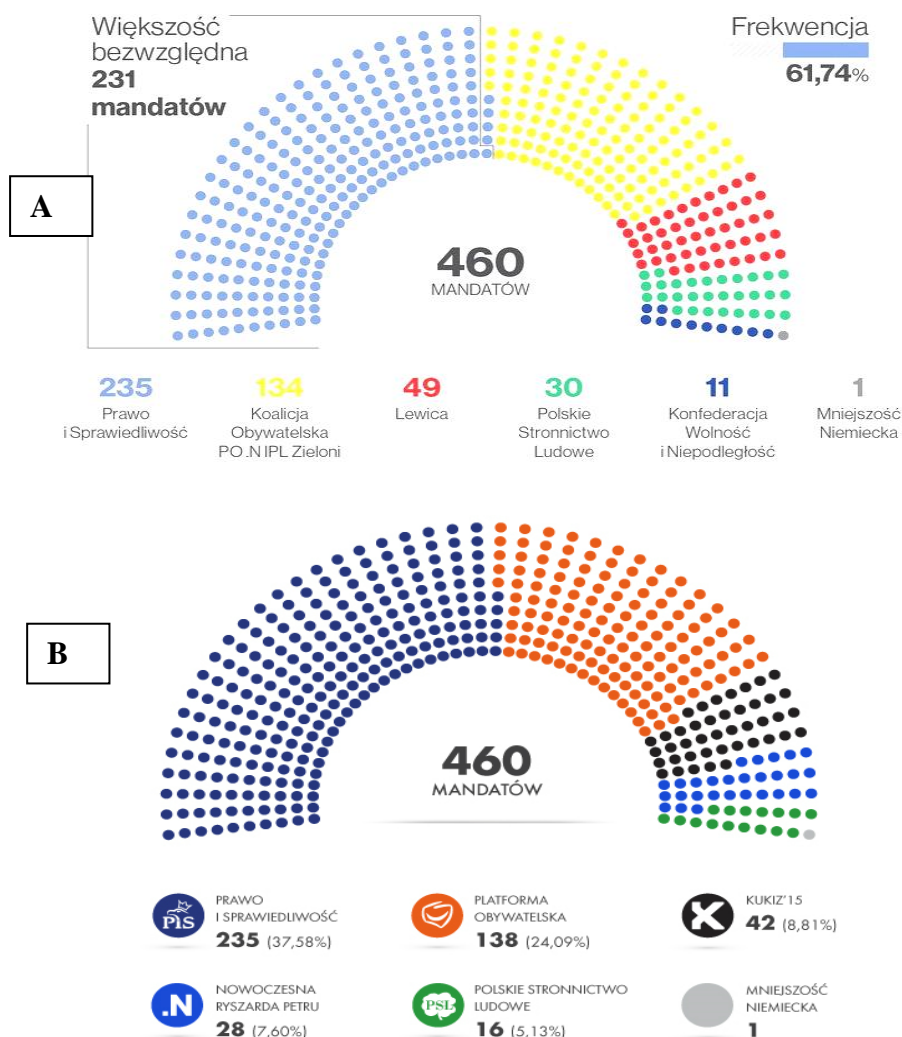 Większość
bezwzględna
231
mandatów
Frekwencja
61,74%
A
460
MANDATÓW
235
Prawo
i Sprawiedliwość
134
Koalicja
Obywatelska
PO .N IPL Zieloni
49
Lewica
30
Polskie
Stronnictwo
Ludowe
11
Konfederacja
Wolność
i Niepodległość
1
Mniejszość
Niemiecka
B
460
MANDATÓW
PiS
PRAWO
I SPRAWIEDLIWOŚĆ
235 (37,58%)
PLATFORMA
OBYWATELSKA
138 (24,09%)
K
KUKIZ'15
42 (8,81%)
.N
NOWOCZESNA
RYSZARDA PETRU
28 (7,60%)
PSL
POLSKIE STRONNICTWO
LUDOWE
16 (5,13%)
MNIEJSZOŚĆ
NIEMIECKA
1